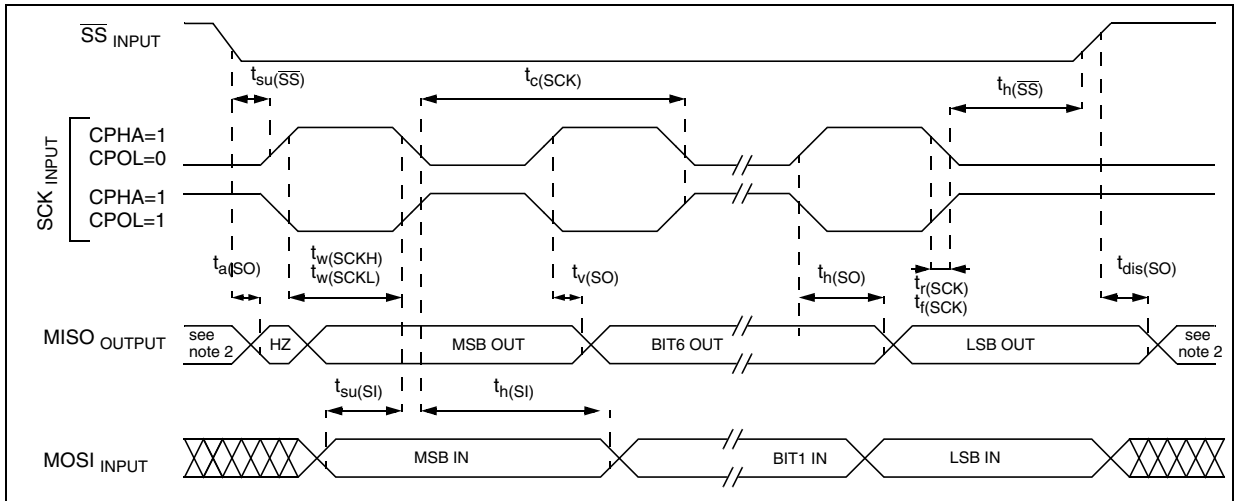 SS INPUT
tsu(SS)
tc(SCK)
th(SS)
SCK INPUT
CPHA=1
CPOL=0
CPHA=1
CPOL=1
ta(SO)
tw(SCKH)
tw(SCKL)
tv(SO)
th(SO)
tr(SCK)
tf(SCK)
tdis(SO)
MISO OUTPUT
see
note 2
HZ
MSB OUT
BIT6 OUT
LSB OUT
see
note 2
tsu(SI)
th(SI)
MOSI INPUT
MSB IN
BIT1 IN
LSB IN